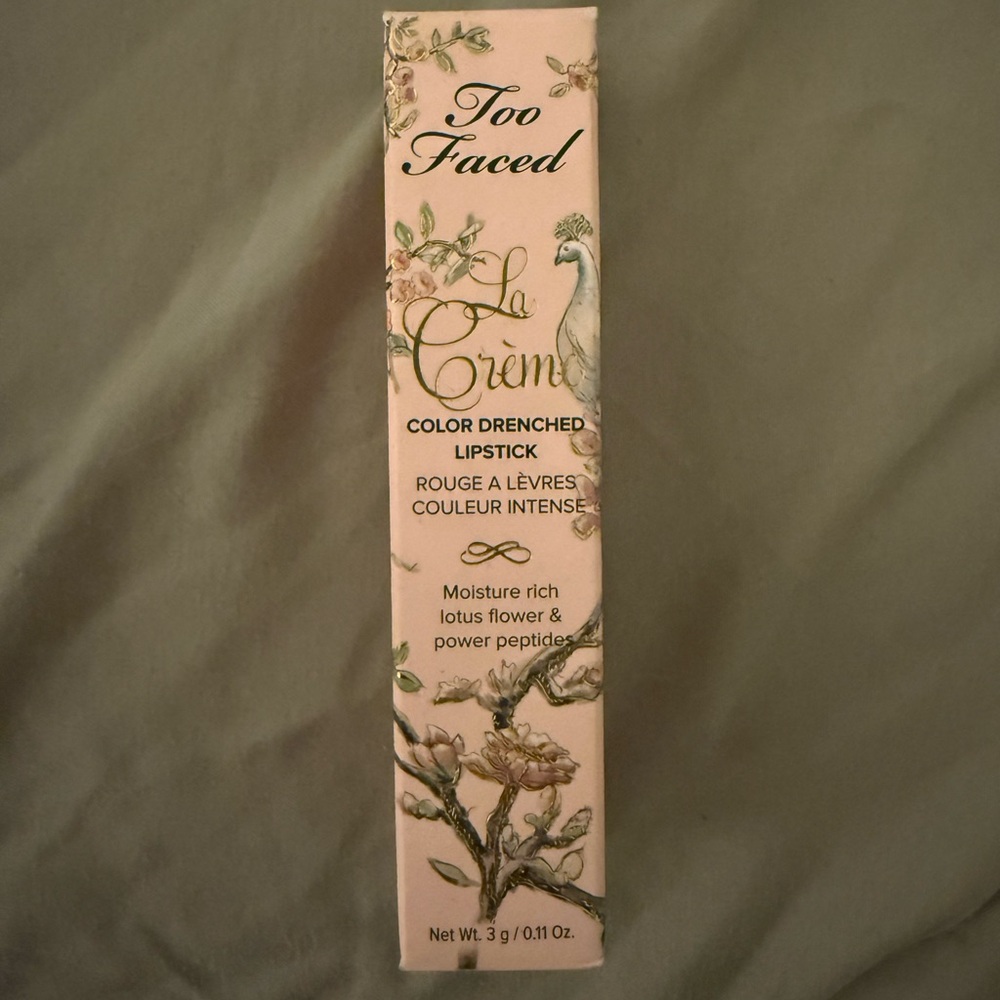 Too
Faced
La
Crème
COLOR DRENCHED
LIPSTICK
ROUGE A LÈVRES
COULEUR INTENSE
Moisture rich
lotus flower &
power peptides
Net Wt. 3 g / 0.11 Oz.